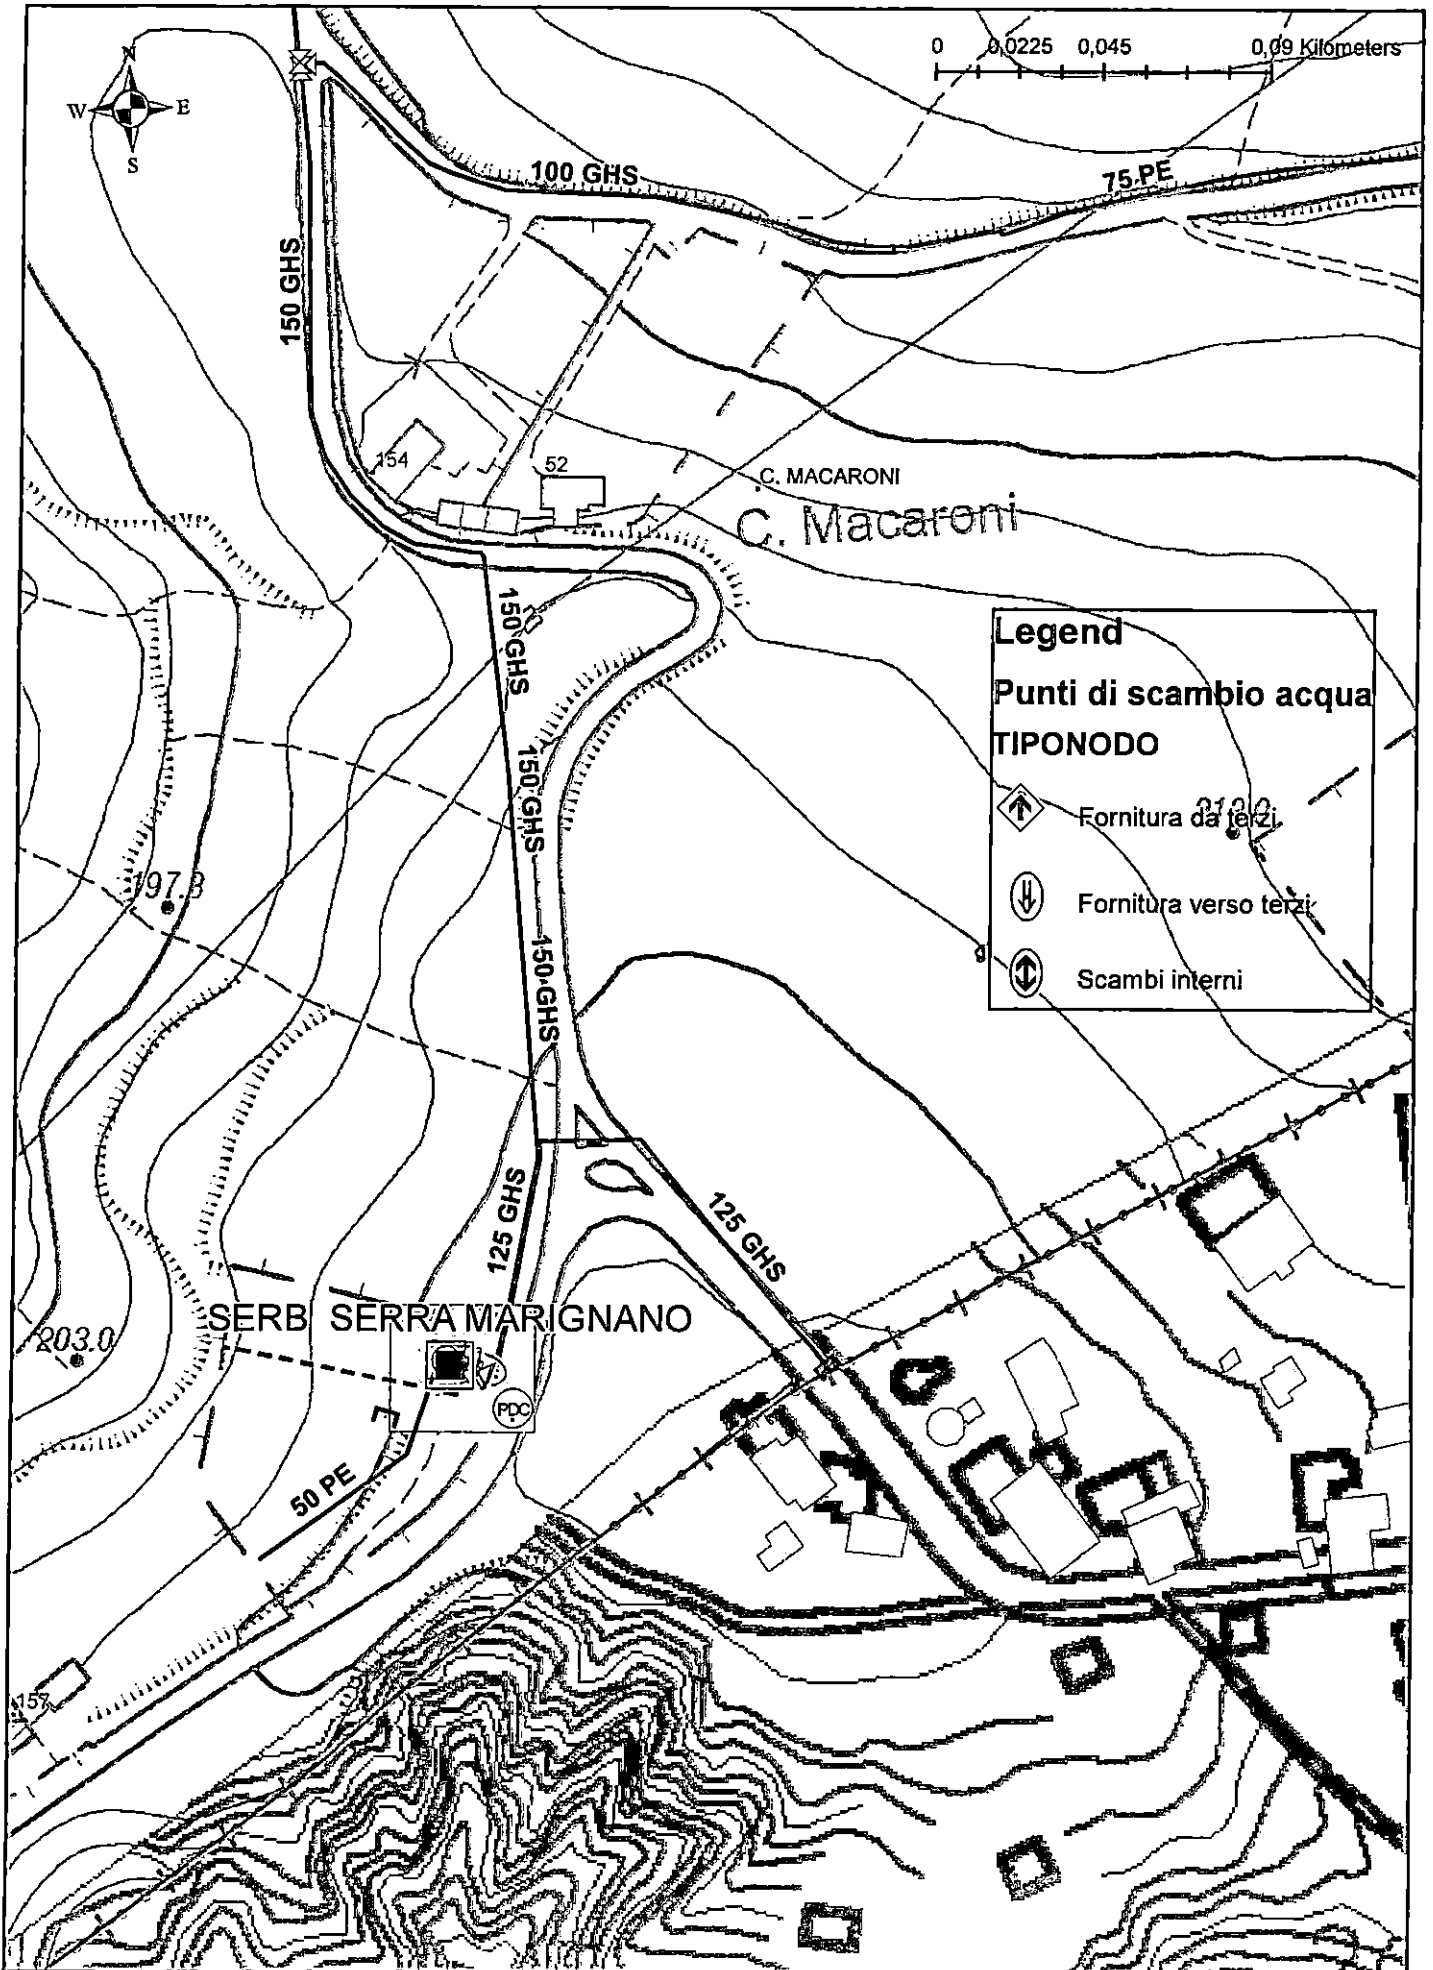 0 0,0225 0,045 0,09 Kilometers
N
W E
S
100 GHS
75 PE
150 GHS
154
52
C. MACARONI
C. Macaroni
150 GHS
Legend
Punti di scambio acqua
TIPONODO
150 GHS
Fornitura da terzi
197.3
Fornitura verso terzi
150 GHS
Scambi interni
125 GHS
125 GHS
SERB SERRA MARIGNANO
203.0
PDC
50 PE
157